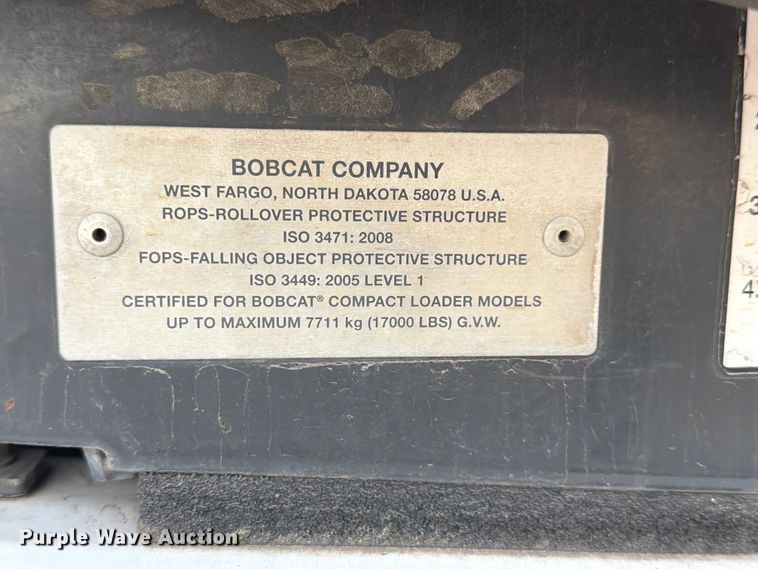 BOBCAT COMPANY
WEST FARGO, NORTH DAKOTA 58078 U.S.A.
ROPS-ROLLOVER PROTECTIVE STRUCTURE
ISO 3471: 2008
FOPS-FALLING OBJECT PROTECTIVE STRUCTURE
ISO 3449: 2005 LEVEL 1
CERTIFIED FOR BOBCAT® COMPACT LOADER MODELS
UP TO MAXIMUM 7711 kg (17000 LBS) G.V.W.
3
4
Purple Wave Auction®